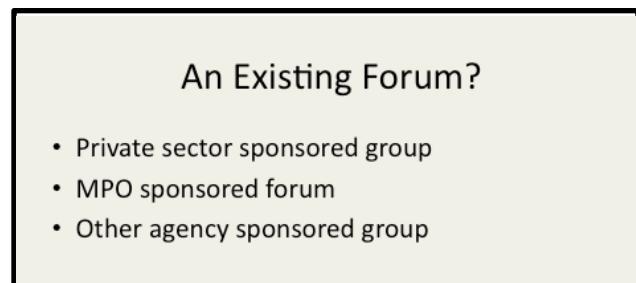 An Existing Forum?
• Private sector sponsored group
• MPO sponsored forum
• Other agency sponsored group